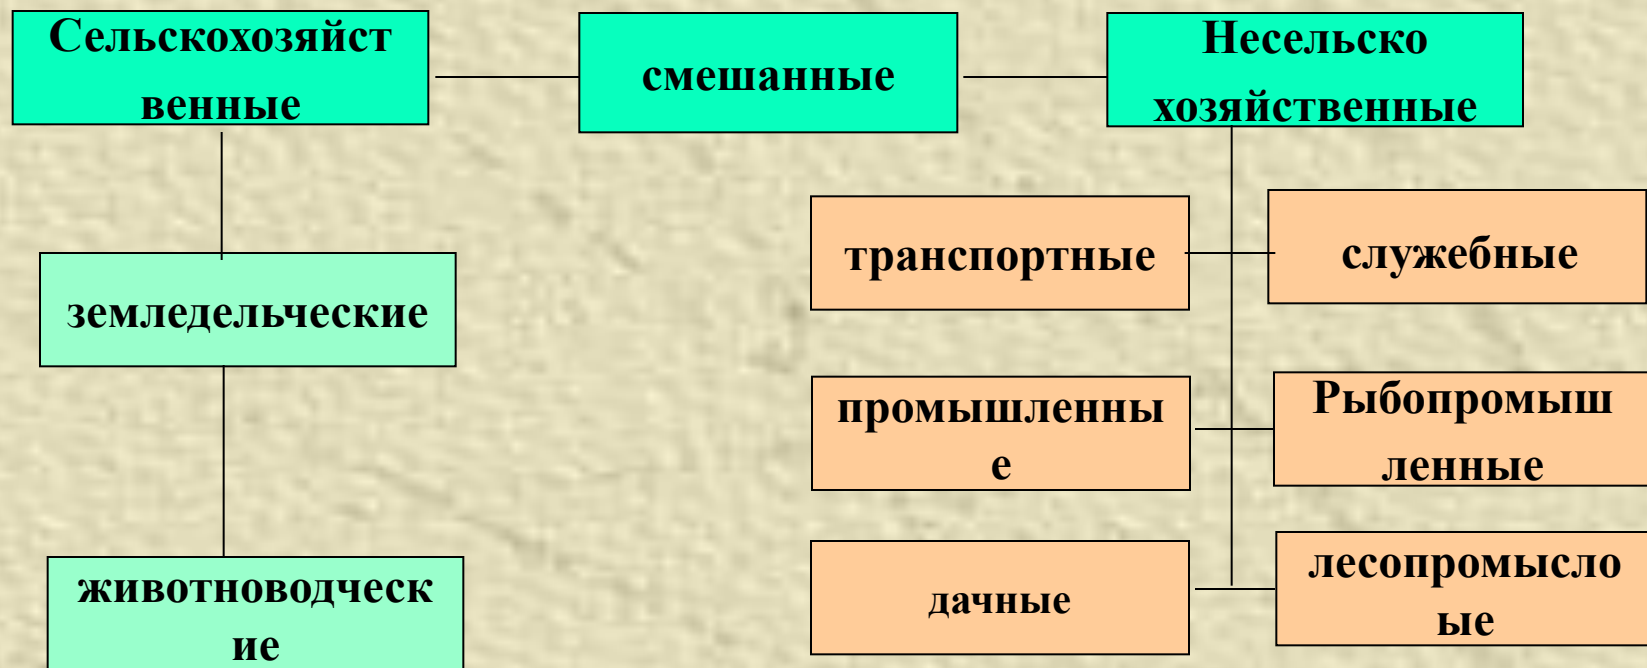 Сельскохозяйст
венные
смешанные
Несельско
хозяйственные
транспортные
служебные
земледельческие
промышленны
е
Рыбопромыш
ленные
животноводческ
ие
дачные
лесопромысло
ые